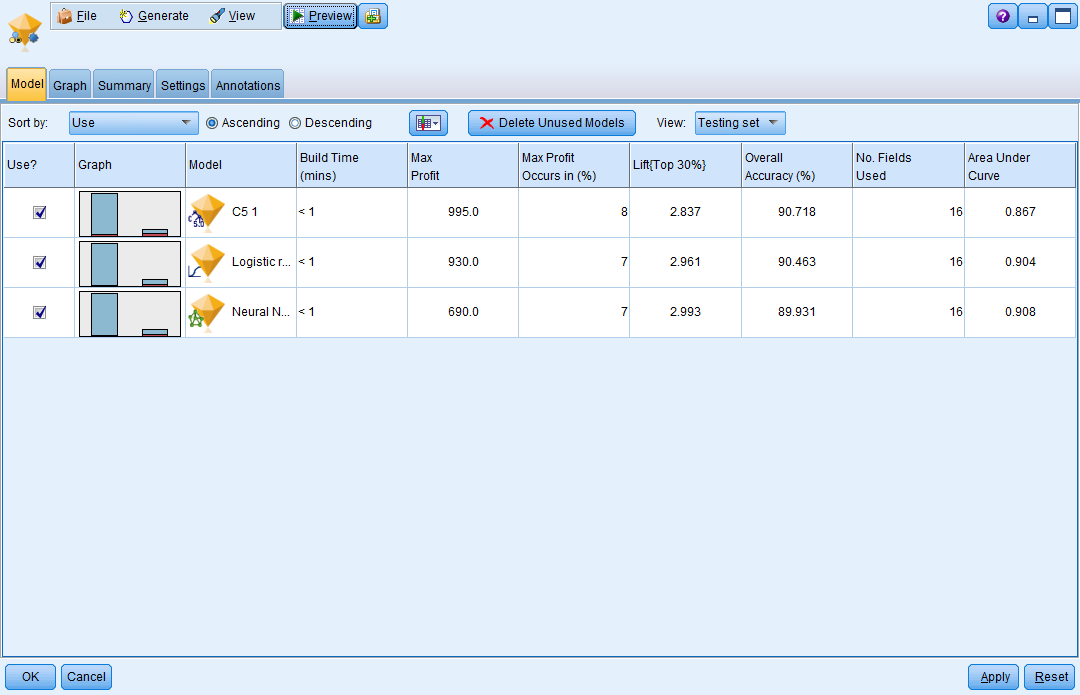 File Generate View Preview
Model Graph Summary Settings Annotations
Sort by: Use Ascending Descending Delete Unused Models View: Testing set
Use? Graph Model Build Time (mins) Max Profit Max Profit Occurs in (%) Lift{Top 30%} Overall Accuracy (%) No. Fields Used Area Under Curve
C5 1 < 1 995.0 8 2.837 90.718 16 0.867
Logistic r... < 1 930.0 7 2.961 90.463 16 0.904
Neural N... < 1 690.0 7 2.993 89.931 16 0.908
OK Cancel Apply Reset